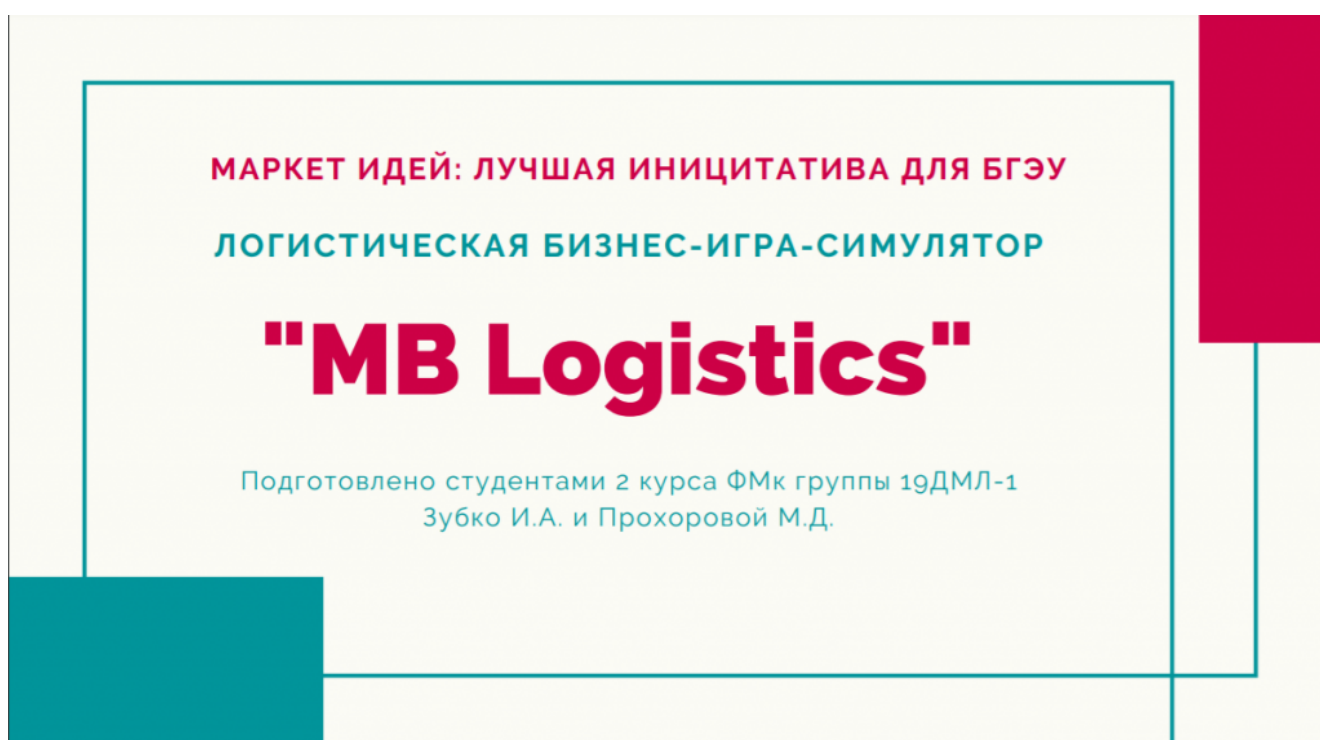 МАРКЕТ ИДЕЙ: ЛУЧШАЯ ИНИЦИТАТИВА ДЛЯ БГЭУ
ЛОГИСТИЧЕСКАЯ БИЗНЕС-ИГРА-СИМУЛЯТОР
"MB Logistics"
Подготовлено студентами 2 курса ФМк группы 19ДМЛ-1
Зубко И.А. и Прохоровой М.Д.